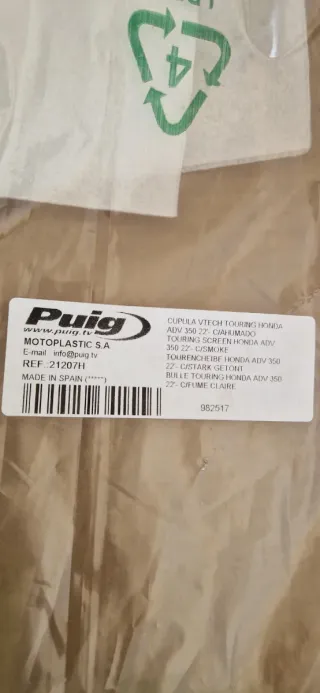 4
Puig
www.puig.tv
MOTOPLASTIC S.A
E-mail info@puig.tv
REF.:21207H
MADE IN SPAIN (*****)
CUPULA VTECH TOURING HONDA
ADV 350 22'- C/AHUMADO
TOURING SCREEN HONDA ADV
350 22'- C/SMOKE
TOURENCHEIBE HONDA ADV 350
22'- C/STARK GETONT
BULLE TOURING HONDA ADV 350
22'- C/FUME CLAIRE
982517